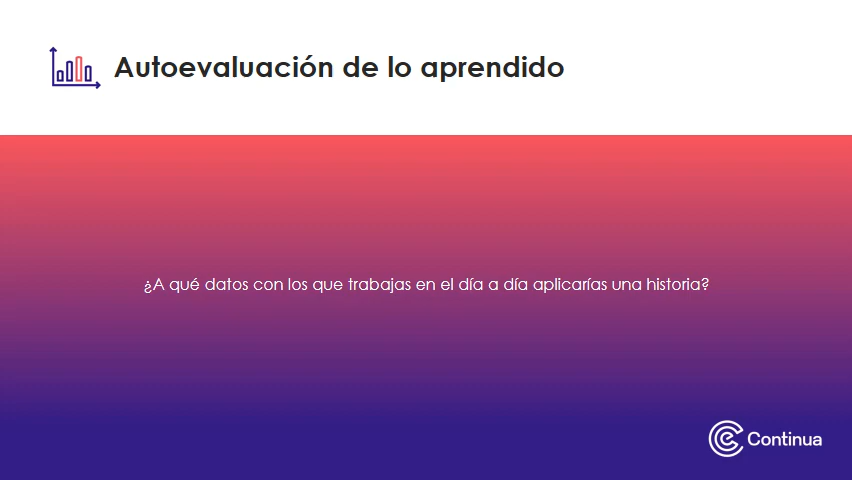 Autoevaluación de lo aprendido
¿A qué datos con los que trabajas en el día a día aplicarías una historia?
Continua